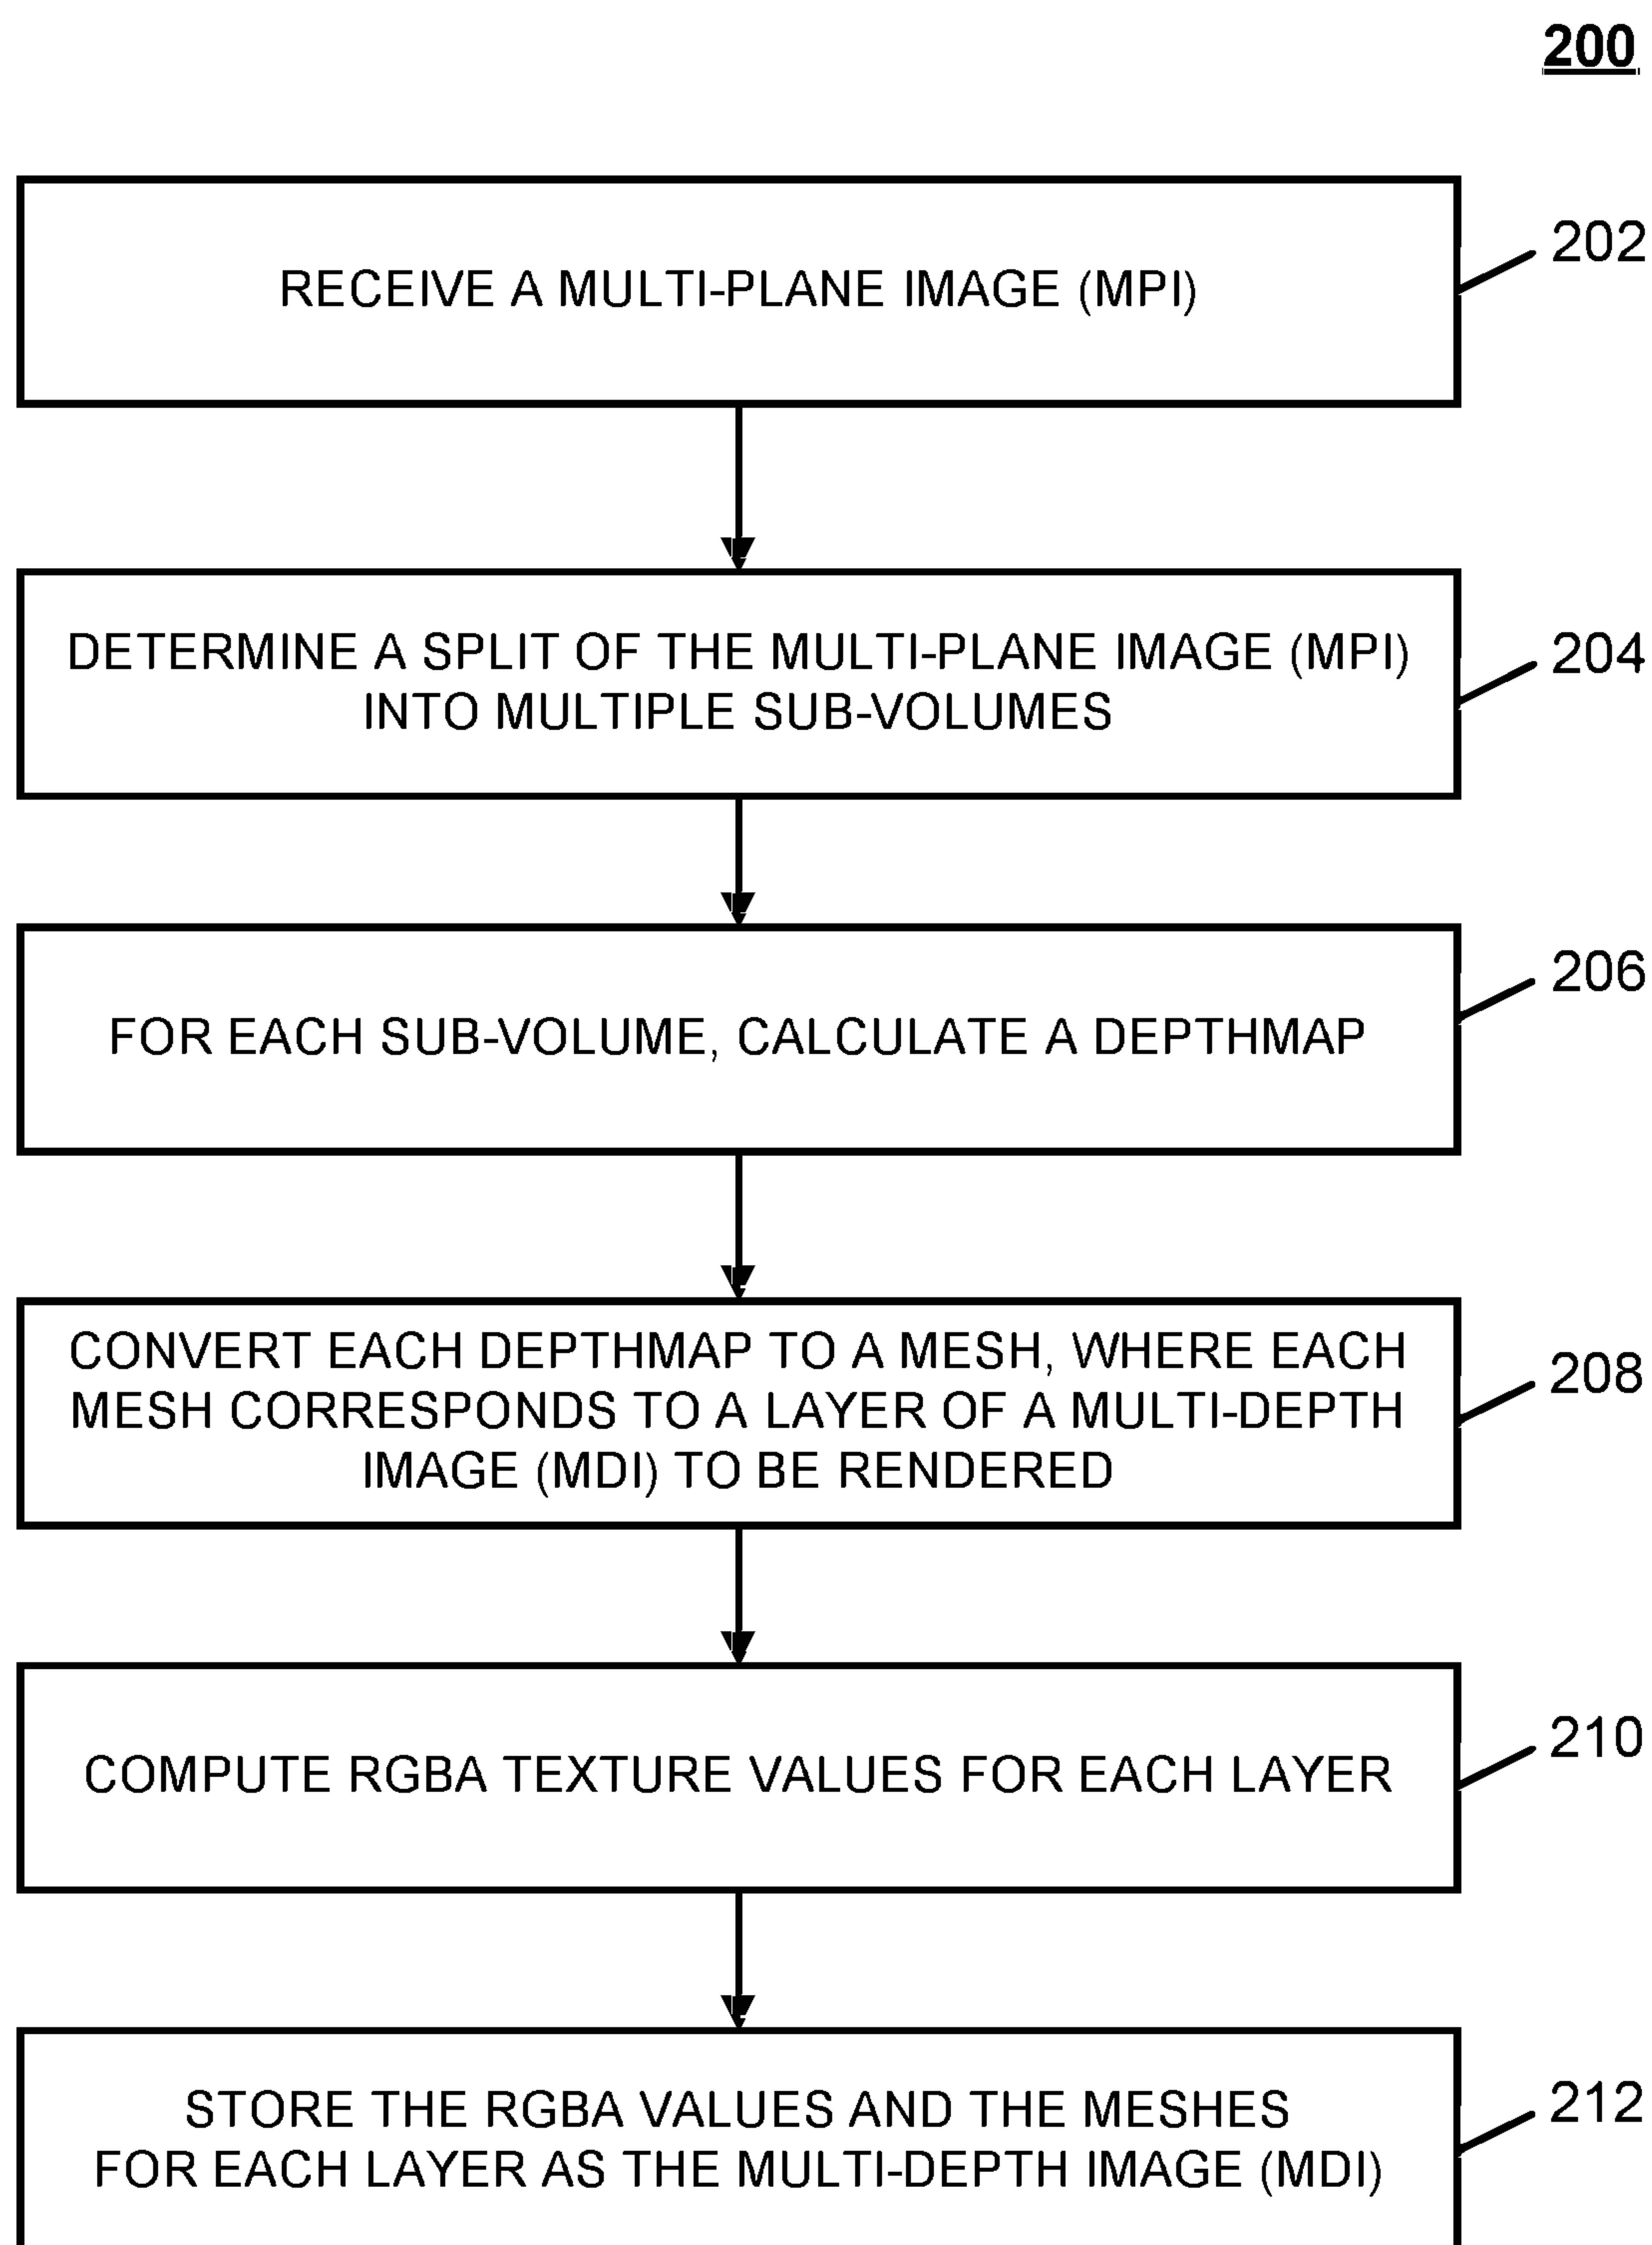 200
RECEIVE A MULTI-PLANE IMAGE (MPI)
202
DETERMINE A SPLIT OF THE MULTI-PLANE IMAGE (MPI)
INTO MULTIPLE SUB-VOLUMES
204
FOR EACH SUB-VOLUME, CALCULATE A DEPTHMAP
206
CONVERT EACH DEPTHMAP TO A MESH, WHERE EACH
MESH CORRESPONDS TO A LAYER OF A MULTI-DEPTH
IMAGE (MDI) TO BE RENDERED
208
COMPUTE RGBA TEXTURE VALUES FOR EACH LAYER
210
STORE THE RGBA VALUES AND THE MESHES
FOR EACH LAYER AS THE MULTI-DEPTH IMAGE (MDI)
212